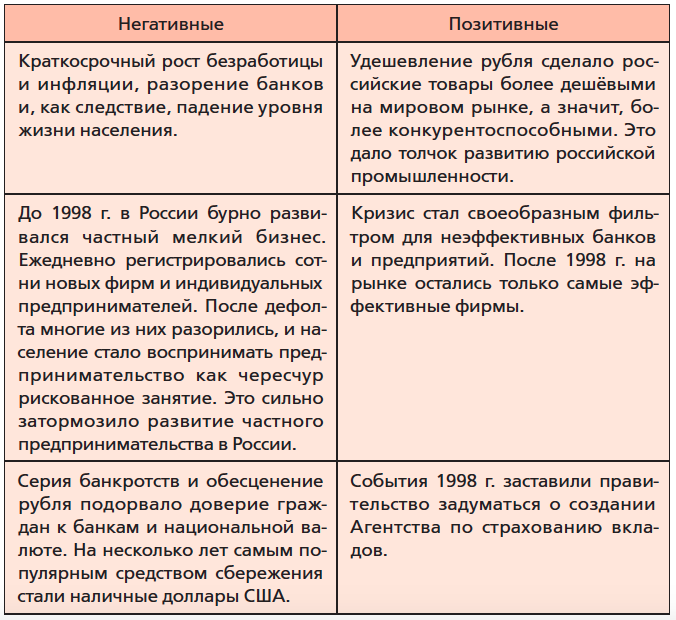 Негативные
Позитивные
Краткосрочный рост безработицы
и инфляции, разорение банков
и, как следствие, падение уровня
жизни населения.
Удешевление рубля сделало рос-
сийские товары более дешёвыми
на мировом рынке, а значит, бо-
лее конкурентоспособными. Это
дало толчок развитию российской
промышленности.
До 1998 г. в России бурно разви-
вался частный мелкий бизнес.
Ежедневно регистрировались сот-
ни новых фирм и индивидуальных
предпринимателей. После дефол-
та многие из них разорились, и на-
селение стало воспринимать пред-
принимательство как чересчур
рискованное занятие. Это сильно
затормозило развитие частного
предпринимательства в России.
Кризис стал своеобразным филь-
тром для неэффективных банков
и предприятий. После 1998 г. на
рынке остались только самые эф-
фективные фирмы.
Серия банкротств и обесценение
рубля подорвало доверие граж-
дан к банкам и национальной ва-
люте. На несколько лет самым по-
пулярным средством сбережения
стали наличные доллары США.
События 1998 г. заставили прави-
тельство задуматься о создании
Агентства по страхованию вкла-
дов.